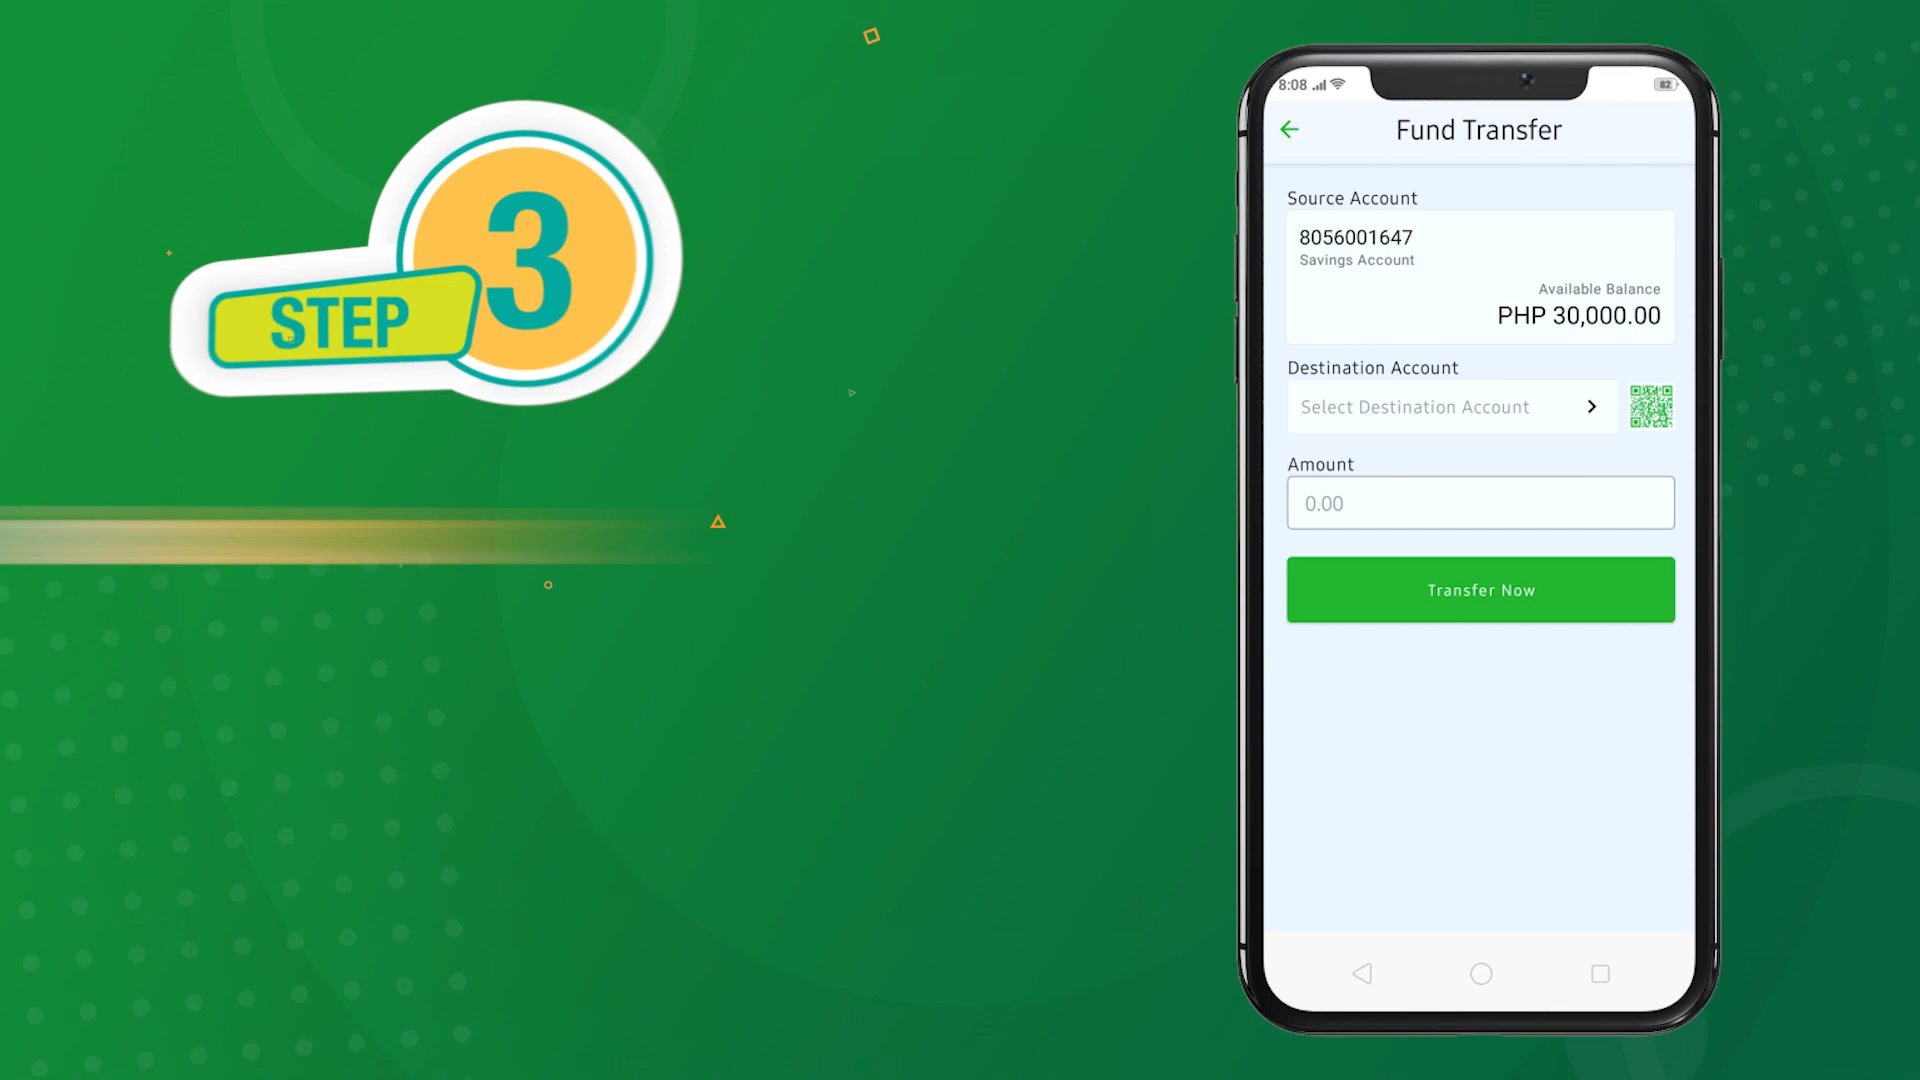 STEP
3
8:08
82
Fund Transfer
Source Account
8056001647
Savings Account
Available Balance
PHP 30,000.00
Destination Account
Select Destination Account
Amount
0.00
Transfer Now